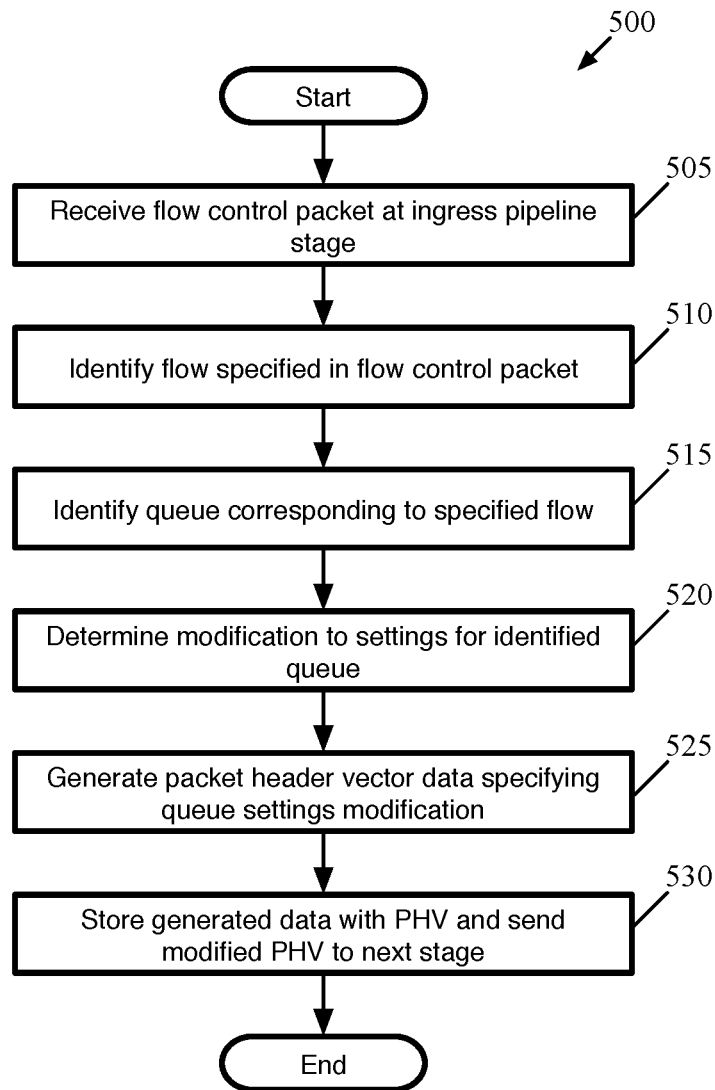 500
Start
505
Receive flow control packet at ingress pipeline
stage
510
Identify flow specified in flow control packet
515
Identify queue corresponding to specified flow
520
Determine modification to settings for identified
queue
525
Generate packet header vector data specifying
queue settings modification
530
Store generated data with PHV and send
modified PHV to next stage
End